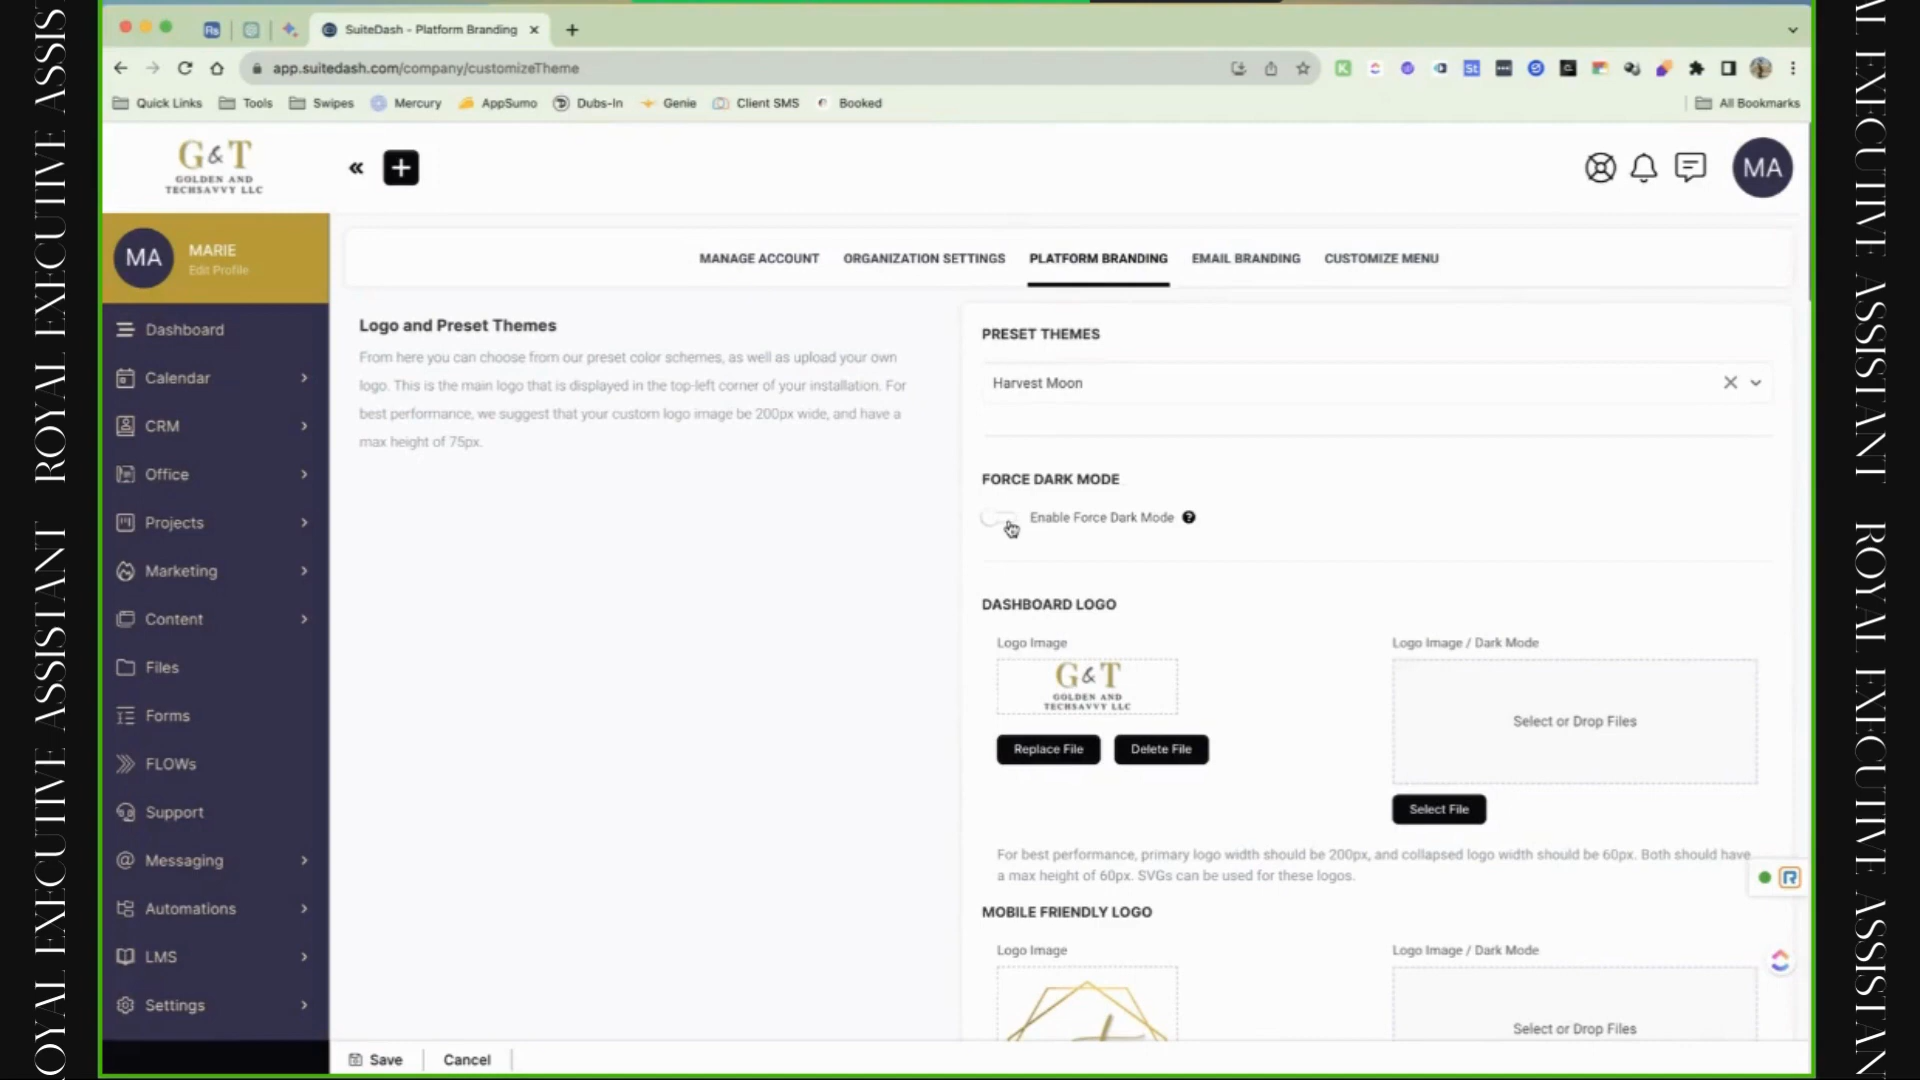 SuiteDash - Platform Branding
app.suitedash.com/company/customizeTheme
Quick Links
Tools
Swipes
Mercury
AppSumo
Dubs-In
Genie
Client SMS
Booked
All Bookmarks
G&T
GOLDEN AND
TECHSAVVY LLC
MA
MA
MARIE
Edit Profile
MANAGE ACCOUNT
ORGANIZATION SETTINGS
PLATFORM BRANDING
EMAIL BRANDING
CUSTOMIZE MENU
Dashboard
Calendar
CRM
Office
Projects
Marketing
Content
Files
Forms
FLOWs
Support
Messaging
Automations
LMS
Settings
Logo and Preset Themes
From here you can choose from our preset color schemes, as well as upload your own
logo. This is the main logo that is displayed in the top-left corner of your installation. For
best performance, we suggest that your custom logo image be 200px wide, and have a
max height of 75px.
PRESET THEMES
Harvest Moon
FORCE DARK MODE
Enable Force Dark Mode
DASHBOARD LOGO
Logo Image
Logo Image / Dark Mode
G&T
GOLDEN AND
TECHSAVVY LLC
Select or Drop Files
Replace File
Delete File
Select File
For best performance, primary logo width should be 200px, and collapsed logo width should be 60px. Both should have
a max height of 60px. SVGs can be used for these logos.
MOBILE FRIENDLY LOGO
Logo Image
Logo Image / Dark Mode
Select or Drop Files
Save
Cancel
ROYAL EXECUTIVE ASSISTANT
ROYAL EXECUTIVE ASSISTANT